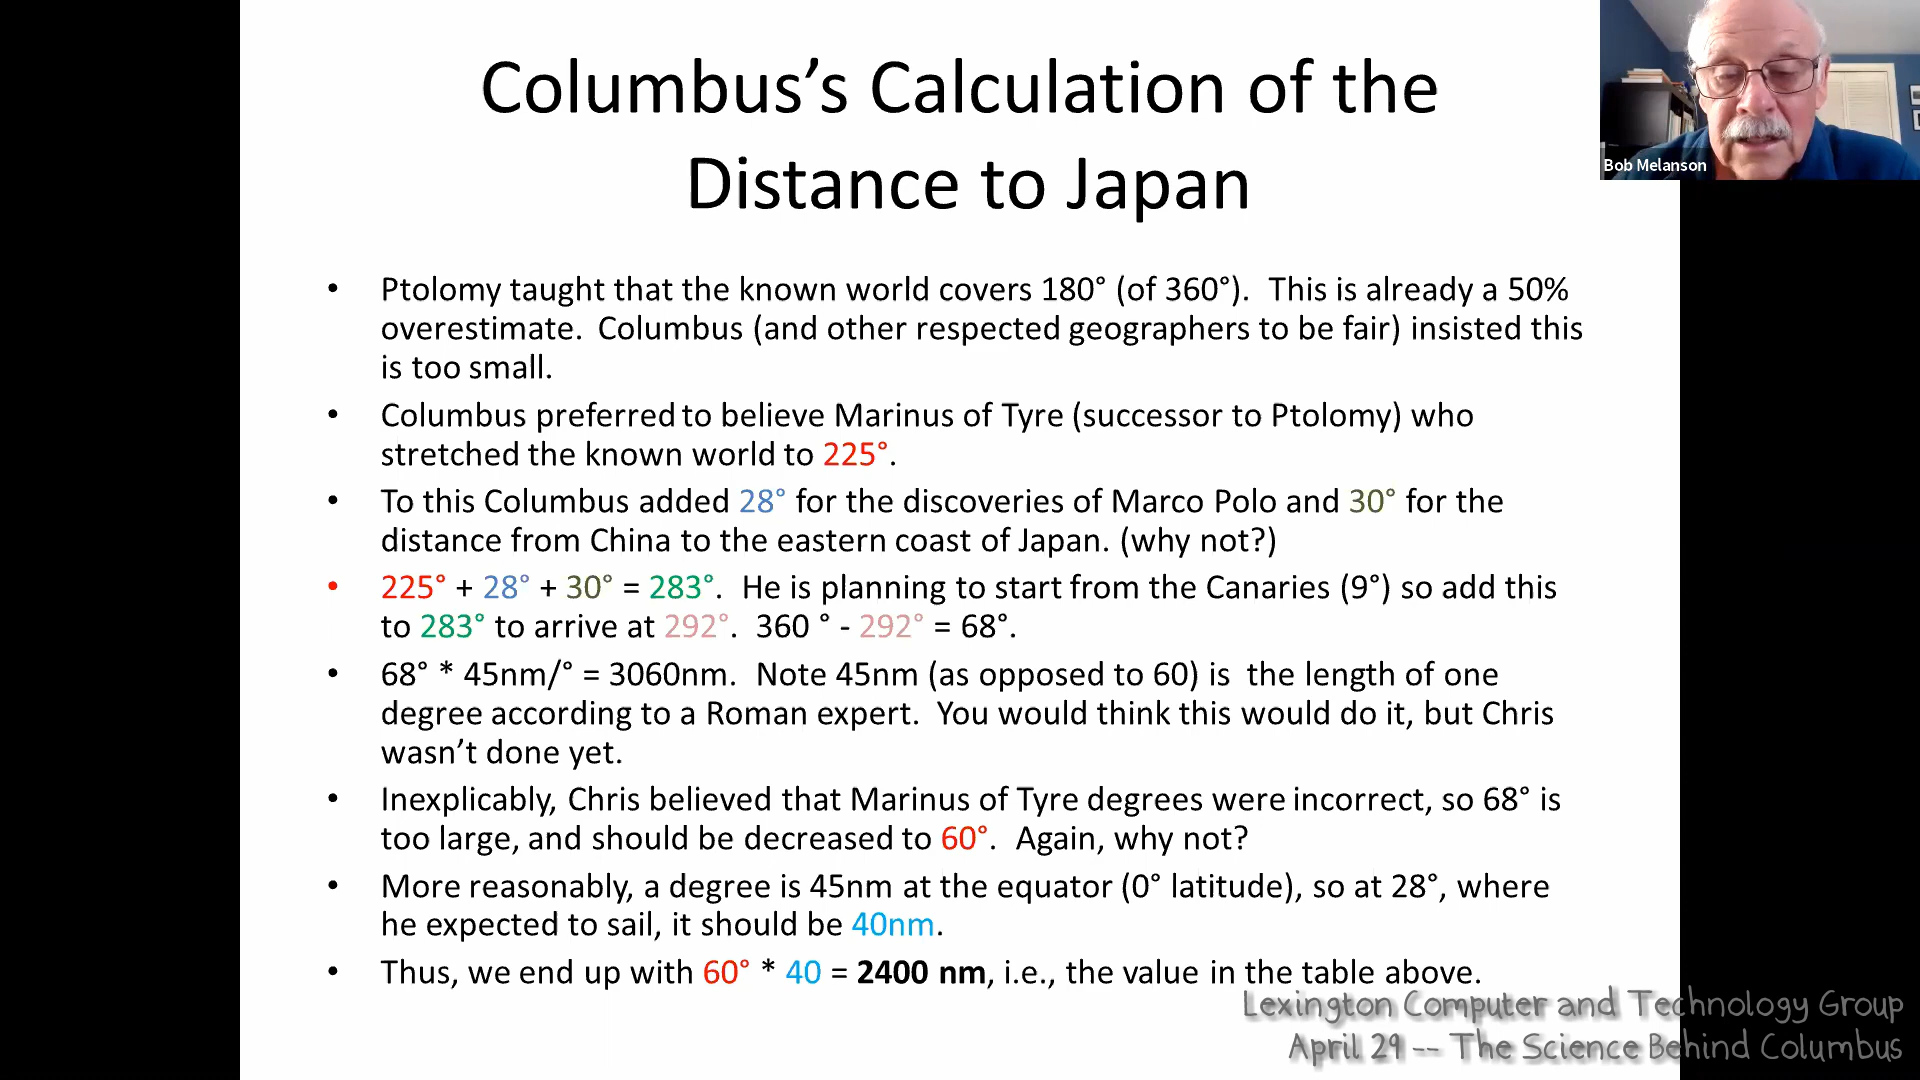 Columbus’s Calculation of the
Distance to Japan
Bob Melanson
• Ptolomy taught that the known world covers 180° (of 360°).  This is already a 50%
overestimate.  Columbus (and other respected geographers to be fair) insisted this
is too small.
• Columbus preferred to believe Marinus of Tyre (successor to Ptolomy) who
stretched the known world to 225°.
• To this Columbus added 28° for the discoveries of Marco Polo and 30° for the
distance from China to the eastern coast of Japan. (why not?)
• 225° + 28° + 30° = 283°.  He is planning to start from the Canaries (9°) so add this
to 283° to arrive at 292°.  360 ° - 292° = 68°.
• 68° * 45nm/° = 3060nm.  Note 45nm (as opposed to 60) is  the length of one
degree according to a Roman expert.  You would think this would do it, but Chris
wasn’t done yet.
• Inexplicably, Chris believed that Marinus of Tyre degrees were incorrect, so 68° is
too large, and should be decreased to 60°.  Again, why not?
• More reasonably, a degree is 45nm at the equator (0° latitude), so at 28°, where
he expected to sail, it should be 40nm.
• Thus, we end up with 60° * 40 = 2400 nm, i.e., the value in the table above.
Lexington Computer and Technology Group
April 29 -- The Science Behind Columbus